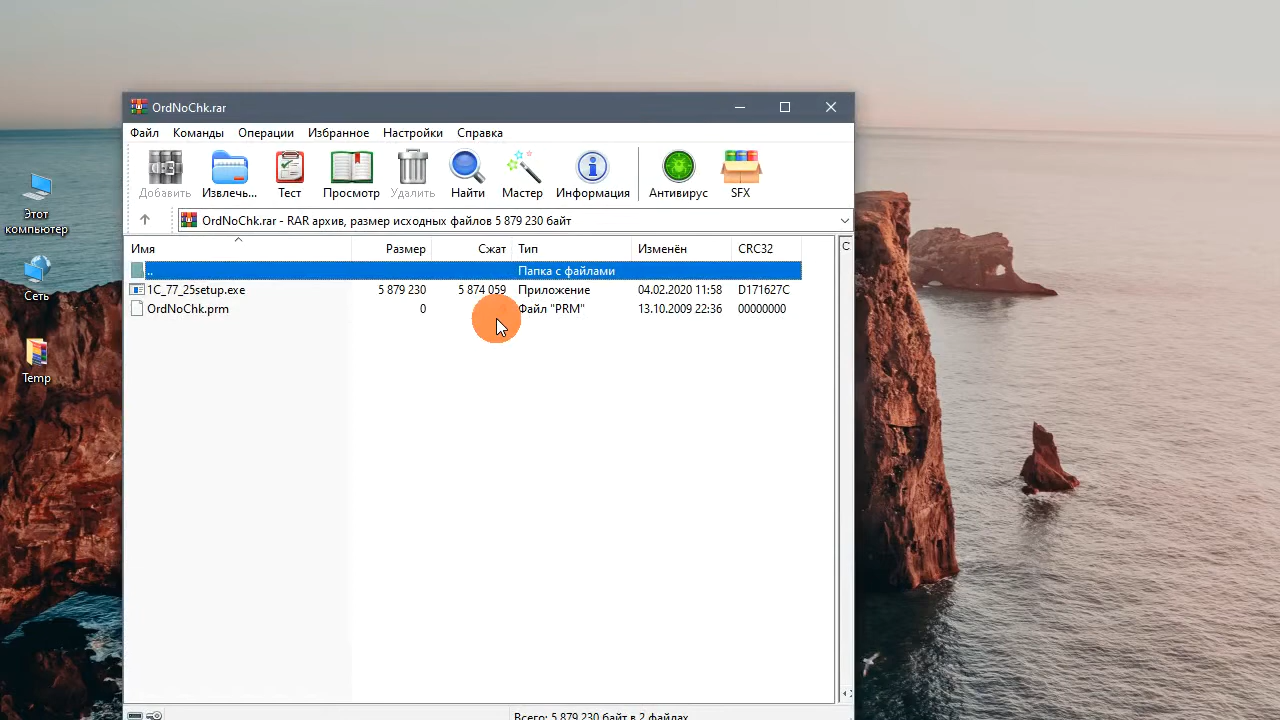 OrdNoChk.rar
Файл Команды Операции Избранное Настройки Справка
Добавить Извлечь... Тест Просмотр Удалить Найти Мастер Информация Антивирус SFX
OrdNoChk.rar - RAR архив, размер исходных файлов 5 879 230 байт
Имя Размер Сжат Тип Изменён CRC32 C
.. Папка с файлами
1C_77_25setup.exe 5 879 230 5 874 059 Приложение 04.02.2020 11:58 D171627C
OrdNoChk.prm 0 Файл "PRM" 13.10.2009 22:36 00000000
Этот
компьютер
Сеть
Temp
Всего: 5 879 230 байт в 2 файлах